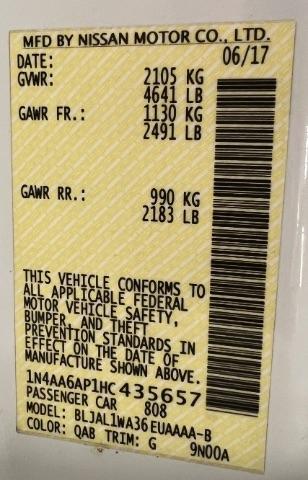 MFD BY NISSAN MOTOR CO., LTD.
DATE: 06/17
GVWR: 2105 KG
4641 LB
GAWR FR.: 1130 KG
2491 LB
GAWR RR.: 990 KG
2183 LB
THIS VEHICLE CONFORMS TO
ALL APPLICABLE FEDERAL
MOTOR VEHICLE SAFETY,
BUMPER, AND THEFT
PREVENTION STANDARDS IN
EFFECT ON THE DATE OF
MANUFACTURE SHOWN ABOVE.
1N4AA6AP1HC435657
PASSENGER CAR 808
MODEL: BLJAL1WA36EUAAAA-B
COLOR: QAB TRIM: G 9N00A